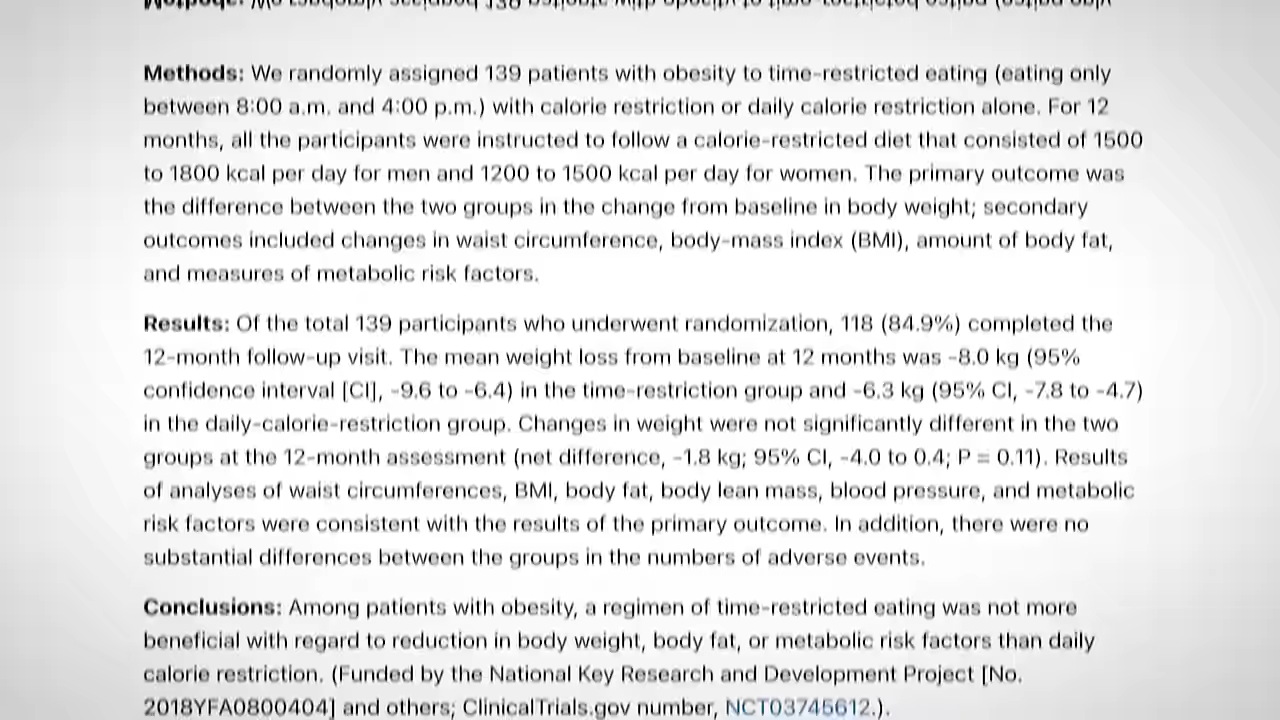 Methods: We randomly assigned 139 patients with obesity to time-restricted eating (eating only
between 8:00 a.m. and 4:00 p.m.) with calorie restriction or daily calorie restriction alone. For 12
months, all the participants were instructed to follow a calorie-restricted diet that consisted of 1500
to 1800 kcal per day for men and 1200 to 1500 kcal per day for women. The primary outcome was
the difference between the two groups in the change from baseline in body weight; secondary
outcomes included changes in waist circumference, body-mass index (BMI), amount of body fat,
and measures of metabolic risk factors.
Results: Of the total 139 participants who underwent randomization, 118 (84.9%) completed the
12-month follow-up visit. The mean weight loss from baseline at 12 months was -8.0 kg (95%
confidence interval [CI], -9.6 to -6.4) in the time-restriction group and -6.3 kg (95% CI, -7.8 to -4.7)
in the daily-calorie-restriction group. Changes in weight were not significantly different in the two
groups at the 12-month assessment (net difference, -1.8 kg; 95% CI, -4.0 to 0.4; P = 0.11). Results
of analyses of waist circumferences, BMI, body fat, body lean mass, blood pressure, and metabolic
risk factors were consistent with the results of the primary outcome. In addition, there were no
substantial differences between the groups in the numbers of adverse events.
Conclusions: Among patients with obesity, a regimen of time-restricted eating was not more
beneficial with regard to reduction in body weight, body fat, or metabolic risk factors than daily
calorie restriction. (Funded by the National Key Research and Development Project [No.
2018YFA0800404] and others; ClinicalTrials.gov number, NCT03745612.).